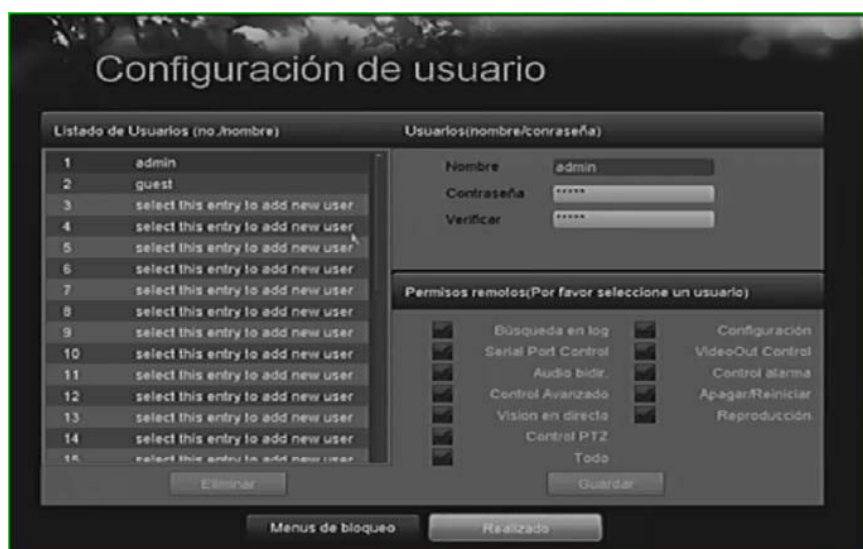 Configuración de usuario
Listado de Usuarios (no./nombre)
1 admin
2 guest
3 select this entry to add new user
4 select this entry to add new user
5 select this entry to add new user
6 select this entry to add new user
7 select this entry to add new user
8 select this entry to add new user
9 select this entry to add new user
10 select this entry to add new user
11 select this entry to add new user
12 select this entry to add new user
13 select this entry to add new user
14 select this entry to add new user
15 select this entry to add new user
Eliminar
Usuarios(nombre/conraseña)
Nombre admin
Contraseña *****
Verificar *****
Permisos remotos(Por favor seleccione un usuario)
Búsqueda en log Configuración
Serial Port Control VideoOut Control
Audio bidir. Control alarma
Control Avanzado Apagar/Reiniciar
Vision en directo Reproducción
Control PTZ
Todo
Guardar
Menus de bloqueo Realizado